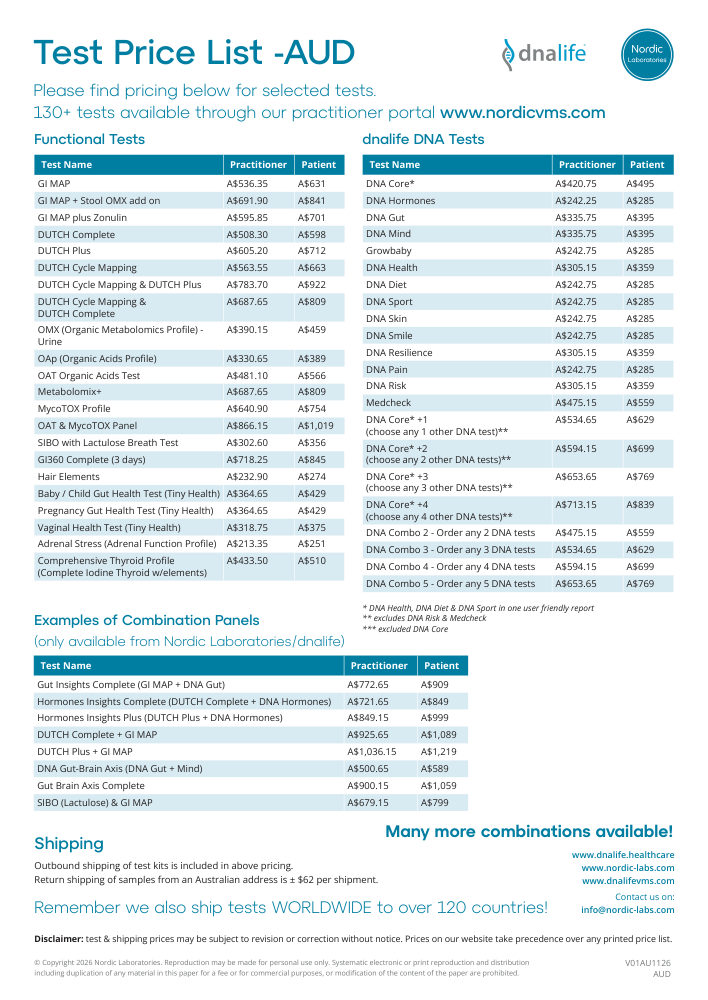 Test Price List -AUD
dnalife
Nordic
Laboratories
Please find pricing below for selected tests.
130+ tests available through our practitioner portal www.nordicvms.com
Functional Tests
Test Name Practitioner Patient
GI MAP A$536.35 A$631
GI MAP + Stool OMX add on A$691.90 A$841
GI MAP plus Zonulin A$595.85 A$701
DUTCH Complete A$508.30 A$598
DUTCH Plus A$605.20 A$712
DUTCH Cycle Mapping A$563.55 A$663
DUTCH Cycle Mapping & DUTCH Plus A$783.70 A$922
DUTCH Cycle Mapping & A$687.65 A$809
DUTCH Complete
OMX (Organic Metabolomics Profile) - A$390.15 A$459
Urine
OAp (Organic Acids Profile) A$330.65 A$389
OAT Organic Acids Test A$481.10 A$566
Metabolomix+ A$687.65 A$809
MycoTOX Profile A$640.90 A$754
OAT & MycoTOX Panel A$866.15 A$1,019
SIBO with Lactulose Breath Test A$302.60 A$356
GI360 Complete (3 days) A$718.25 A$845
Hair Elements A$232.90 A$274
Baby / Child Gut Health Test (Tiny Health) A$364.65 A$429
Pregnancy Gut Health Test (Tiny Health) A$364.65 A$429
Vaginal Health Test (Tiny Health) A$318.75 A$375
Adrenal Stress (Adrenal Function Profile) A$213.35 A$251
Comprehensive Thyroid Profile A$433.50 A$510
(Complete Iodine Thyroid w/elements)
dnalife DNA Tests
Test Name Practitioner Patient
DNA Core* A$420.75 A$495
DNA Hormones A$242.25 A$285
DNA Gut A$335.75 A$395
DNA Mind A$335.75 A$395
Growbaby A$242.75 A$285
DNA Health A$305.15 A$359
DNA Diet A$242.75 A$285
DNA Sport A$242.75 A$285
DNA Skin A$242.75 A$285
DNA Smile A$242.75 A$285
DNA Resilience A$305.15 A$359
DNA Pain A$242.75 A$285
DNA Risk A$305.15 A$359
Medcheck A$475.15 A$559
DNA Core* +1 A$534.65 A$629
(choose any 1 other DNA test)**
DNA Core* +2 A$594.15 A$699
(choose any 2 other DNA tests)**
DNA Core* +3 A$653.65 A$769
(choose any 3 other DNA tests)**
DNA Core* +4 A$713.15 A$839
(choose any 4 other DNA tests)**
DNA Combo 2 - Order any 2 DNA tests A$475.15 A$559
DNA Combo 3 - Order any 3 DNA tests A$534.65 A$629
DNA Combo 4 - Order any 4 DNA tests A$594.15 A$699
DNA Combo 5 - Order any 5 DNA tests A$653.65 A$769
* DNA Health, DNA Diet & DNA Sport in one user friendly report
** excludes DNA Risk & Medcheck
*** excluded DNA Core
Examples of Combination Panels
(only available from Nordic Laboratories/dnalife)
Test Name Practitioner Patient
Gut Insights Complete (GI MAP + DNA Gut) A$772.65 A$909
Hormones Insights Complete (DUTCH Complete + DNA Hormones) A$721.65 A$849
Hormones Insights Plus (DUTCH Plus + DNA Hormones) A$849.15 A$999
DUTCH Complete + GI MAP A$925.65 A$1,089
DUTCH Plus + GI MAP A$1,036.15 A$1,219
DNA Gut-Brain Axis (DNA Gut + Mind) A$500.65 A$589
Gut Brain Axis Complete A$900.15 A$1,059
SIBO (Lactulose) & GI MAP A$679.15 A$799
Many more combinations available!
Shipping
Outbound shipping of test kits is included in above pricing.
Return shipping of samples from an Australian address is ± $62 per shipment.
www.dnalife.healthcare
www.nordic-labs.com
www.dnalifevms.com
Contact us on:
info@nordic-labs.com
Remember we also ship tests WORLDWIDE to over 120 countries!
Disclaimer: test & shipping prices may be subject to revision or correction without notice. Prices on our website take precedence over any printed price list.
© Copyright 2026 Nordic Laboratories. Reproduction may be made for personal use only. Systematic electronic or print reproduction and distribution
including duplication of any material in this paper for a fee or for commercial purposes, or modification of the content of the paper are prohibited.
V01AU1126
AUD